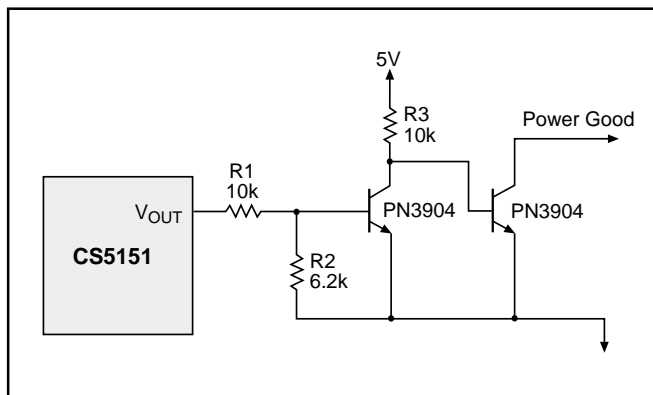 5V
R3
10k
Power Good
R1
10k
VOUT
PN3904
PN3904
CS5151
R2
6.2k